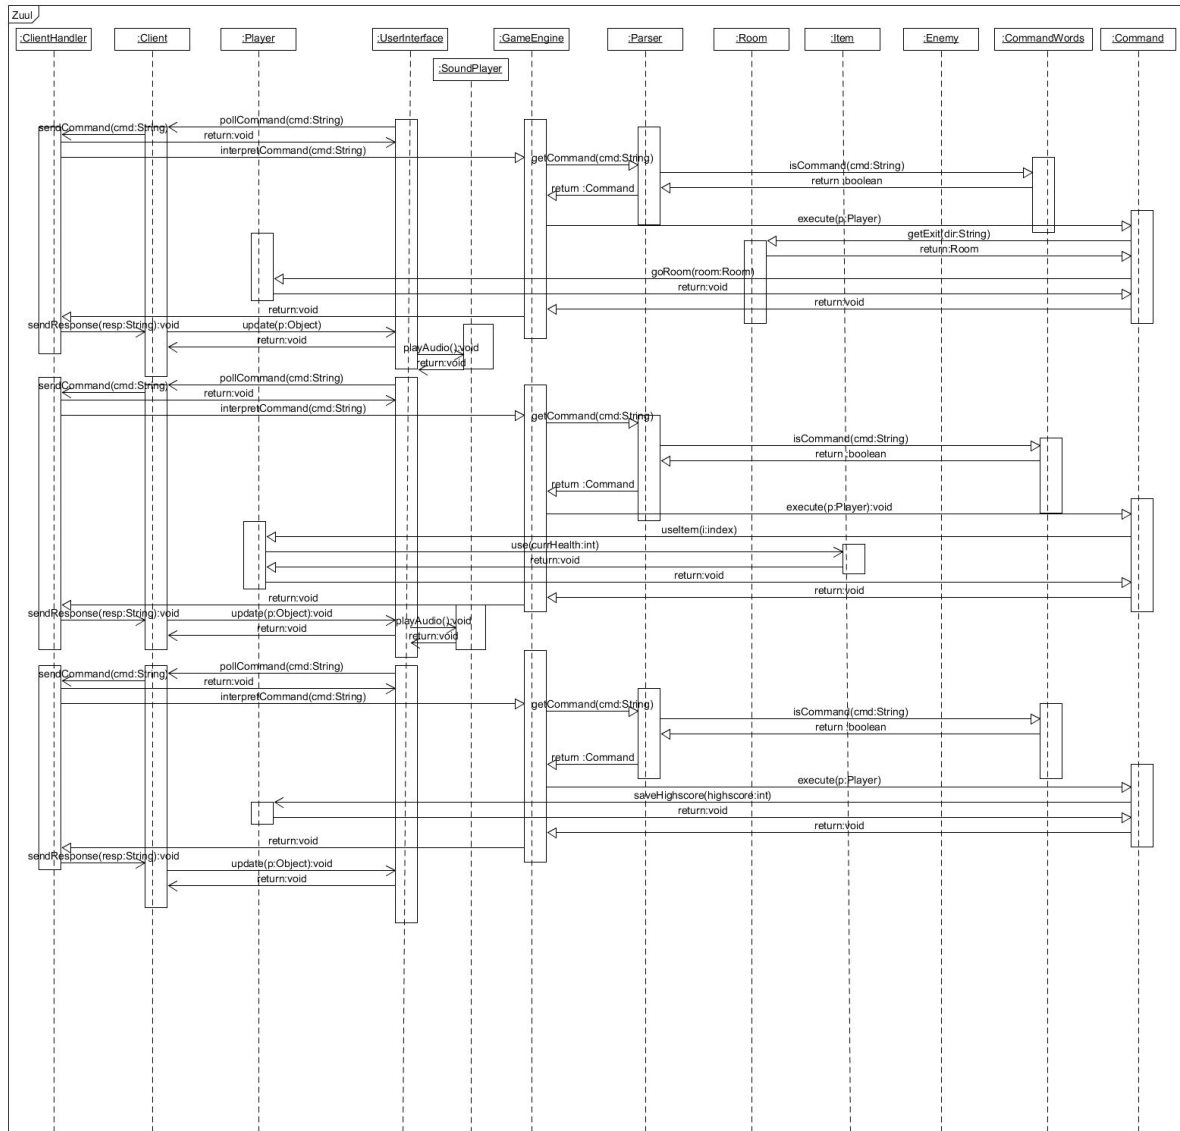 Zuul
:ClientHandler
:Client
:Player
:UserInterface
:GameEngine
:Parser
:Room
:Item
:Enemy
:CommandWords
:Command
:SoundPlayer
pollCommand(cmd:String)
sendCommand(cmd:String)
return:void
interpretCommand(cmd:String)
getCommand(cmd:String)
isCommand(cmd:String)
return :boolean
return :Command
execute(p:Player)
getExit(dir:String)
return:Room
goRoom(room:Room)
return:void
return:void
return:void
sendResponse(resp:String):void
update(p:Object)
return:void
playAudio():void
return:void
pollCommand(cmd:String)
sendCommand(cmd:String)
return:void
interpretCommand(cmd:String)
getCommand(cmd:String)
isCommand(cmd:String)
return :boolean
return :Command
execute(p:Player):void
useItem(i:index)
use(currHealth:int)
return:void
return:void
return:void
return:void
sendResponse(resp:String):void
update(p:Object):void
playAudio():void
return:void
return:void
pollCommand(cmd:String)
sendCommand(cmd:String)
return:void
interpretCommand(cmd:String)
getCommand(cmd:String)
isCommand(cmd:String)
return :boolean
return :Command
execute(p:Player)
saveHighscore(highscore:int)
return:void
return:void
return:void
sendResponse(resp:String):void
update(p:Object):void
return:void